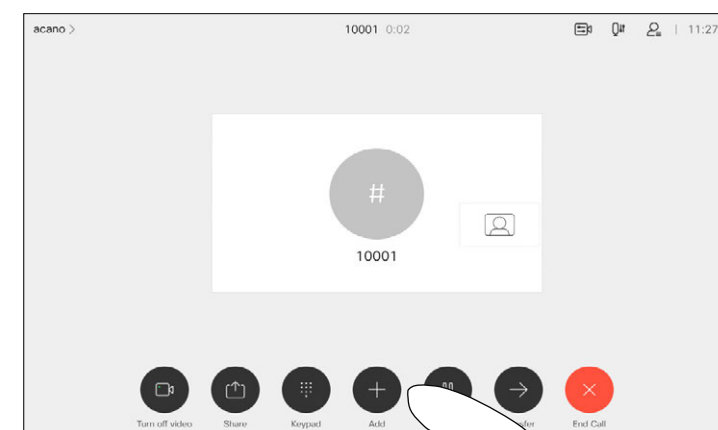 acano >
10001 0:02
11:27
#
10001
Turn off video
Share
Keypad
Add
End Call